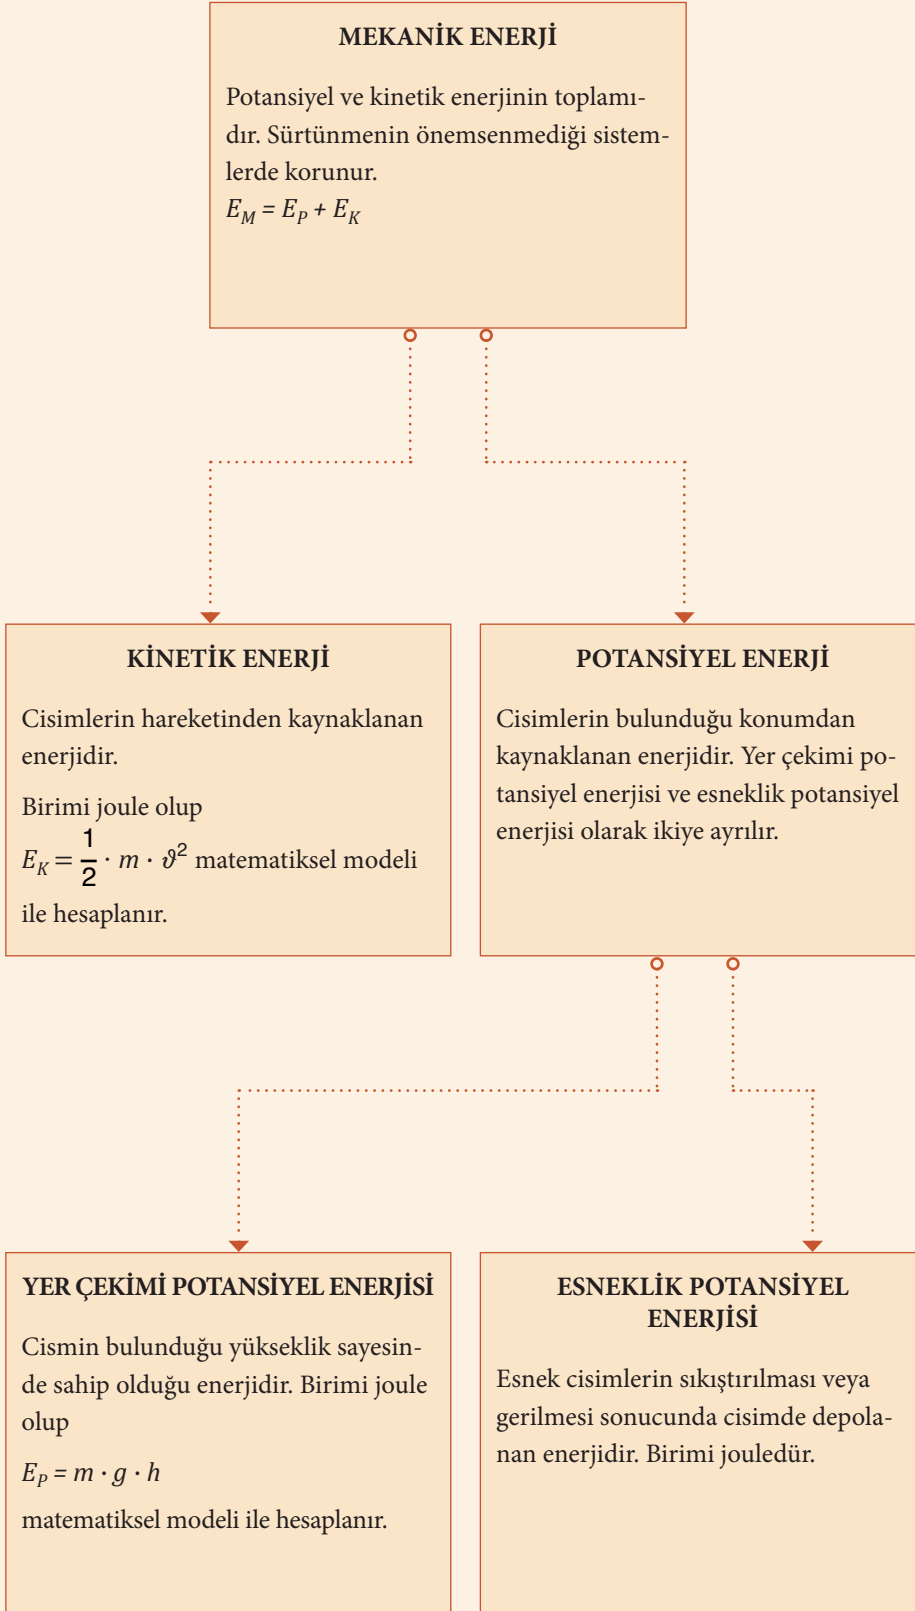 MEKANİK ENERJİ
Potansiyel ve kinetik enerjinin toplamı-
dır. Sürtünmenin önemsenmediği sistem-
lerde korunur.
E_M = E_P + E_K
KİNETİK ENERJİ
Cisimlerin hareketinden kaynaklanan
enerjidir.
Birimi joule olup
E_K = 1/2 · m · ϑ² matematiksel modeli
ile hesaplanır.
POTANSİYEL ENERJİ
Cisimlerin bulunduğu konumdan
kaynaklanan enerjidir. Yer çekimi po-
tansiyel enerjisi ve esneklik potansiyel
enerjisi olarak ikiye ayrılır.
YER ÇEKİMİ POTANSİYEL ENERJİSİ
Cismin bulunduğu yükseklik sayesin-
de sahip olduğu enerjidir. Birimi joule
olup
E_P = m · g · h
matematiksel modeli ile hesaplanır.
ESNEKLİK POTANSİYEL
ENERJİSİ
Esnek cisimlerin sıkıştırılması veya
gerilmesi sonucunda cisimde depola-
nan enerjidir. Birimi jouledür.